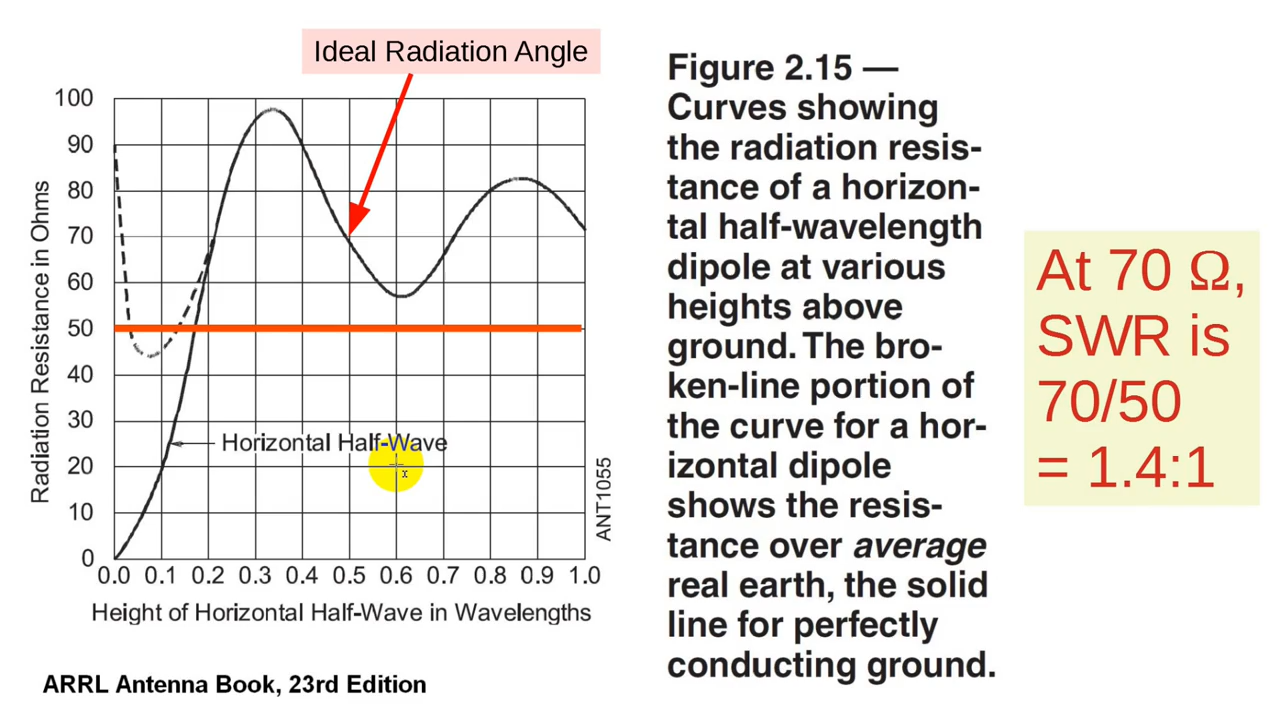 Ideal Radiation Angle
100
90
80
70
60
50
40
30
20
10
0
Radiation Resistance in Ohms
Horizontal Half-Wave
ANT1055
0.0 0.1 0.2 0.3 0.4 0.5 0.6 0.7 0.8 0.9 1.0
Height of Horizontal Half-Wave in Wavelengths
ARRL Antenna Book, 23rd Edition
Figure 2.15 —
Curves showing
the radiation resis-
tance of a horizon-
tal half-wavelength
dipole at various
heights above
ground. The bro-
ken-line portion of
the curve for a hor-
izontal dipole
shows the resis-
tance over average
real earth, the solid
line for perfectly
conducting ground.
At 70 Ω,
SWR is
70/50
= 1.4:1